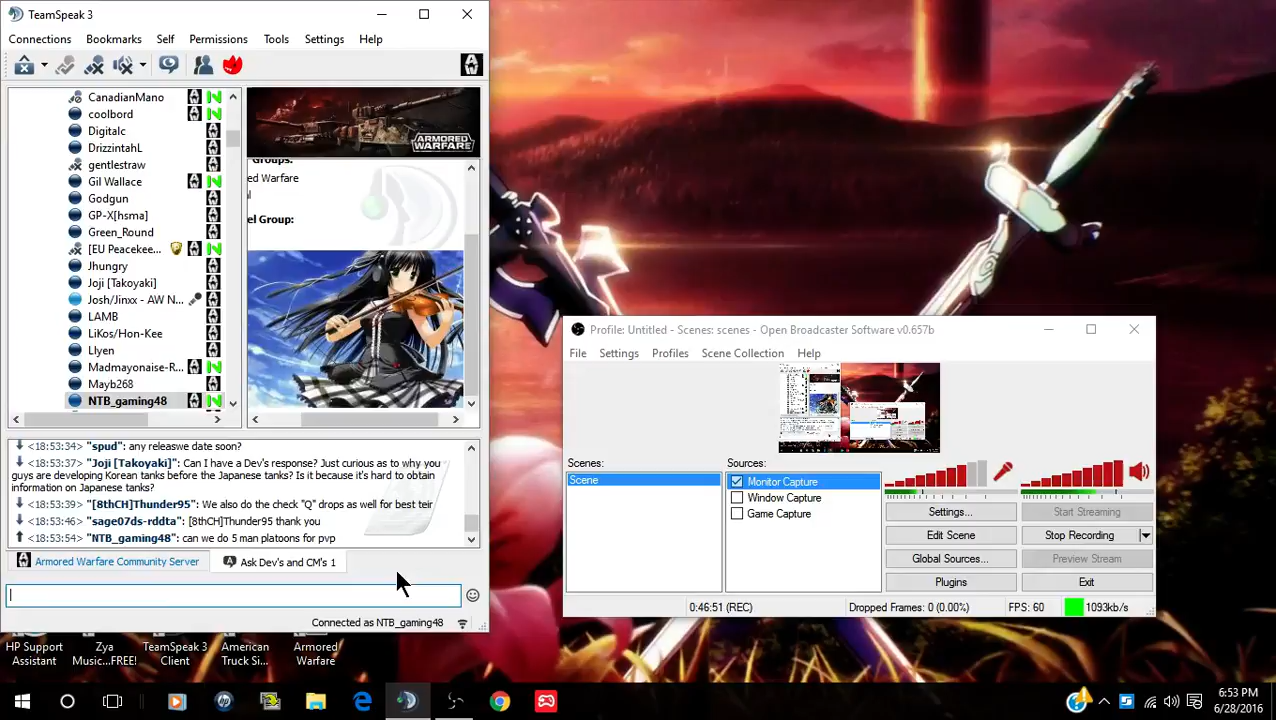 TeamSpeak 3
Connections Bookmarks Self Permissions Tools Settings Help
CanadianMano
coolbord
Digitalc
DrizzintahL
gentlestraw
Gil Wallace
Godgun
GP-X[hsma]
Green_Round
[EU Peacekee...
Jhungry
Joji [Takoyaki]
Josh/Jinxx - AW N...
LAMB
LiKos/Hon-Kee
Llyen
Madmayonaise-R...
Mayb268
NTB_gaming48
ARMORED
WARFARE
Groups:
ed Warfare
el Group:
<18:53:34> "spud": any releaswe date soon?
<18:53:37> "Joji [Takoyaki]": Can I have a Dev's response? Just curious as to why you
guys are developing Korean tanks before the Japanese tanks? Is it because it's hard to obtain
information on Japanese tanks?
<18:53:39> "[8thCH]Thunder95": We also do the check "Q" drops as well for best teir
<18:53:46> "sage07ds-rddta": [8thCH]Thunder95 thank you
<18:53:54> "NTB_gaming48": can we do 5 man platoons for pvp
Armored Warfare Community Server
Ask Dev's and CM's 1
Connected as NTB_gaming48
Profile: Untitled - Scenes: scenes - Open Broadcaster Software v0.657b
File Settings Profiles Scene Collection Help
Scenes:
Scene
Sources:
Monitor Capture
Window Capture
Game Capture
Settings...
Start Streaming
Edit Scene
Stop Recording
Global Sources...
Preview Stream
Plugins
Exit
0:46:51 (REC)
Dropped Frames: 0 (0.00%)
FPS: 60
1093kb/s
HP Support
Assistant
Zya
Music...FREE!
TeamSpeak 3
Client
American
Truck Si...
Armored
Warfare
6:53 PM
6/28/2016